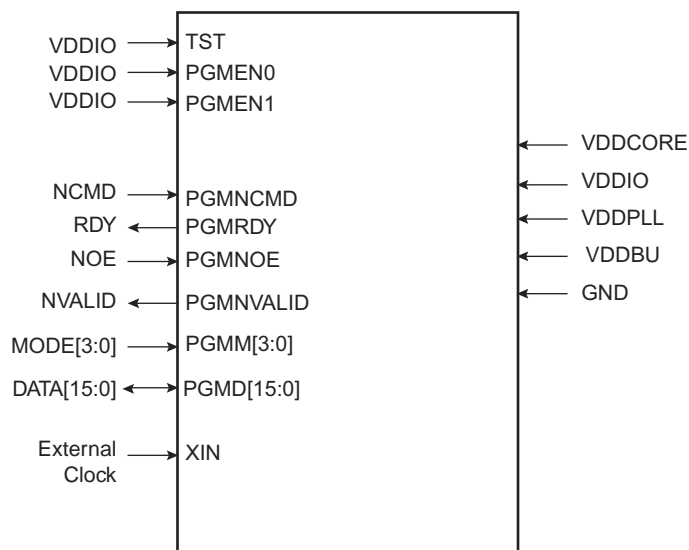 VDDIO TST
VDDIO PGMEN0
VDDIO PGMEN1
VDDCORE
VDDIO
VDDPLL
VDDBU
GND
NCMD PGMNCMD
RDY PGMRDY
NOE PGMNOE
NVALID PGMNVALID
MODE[3:0] PGMM[3:0]
DATA[15:0] PGMD[15:0]
External XIN
Clock